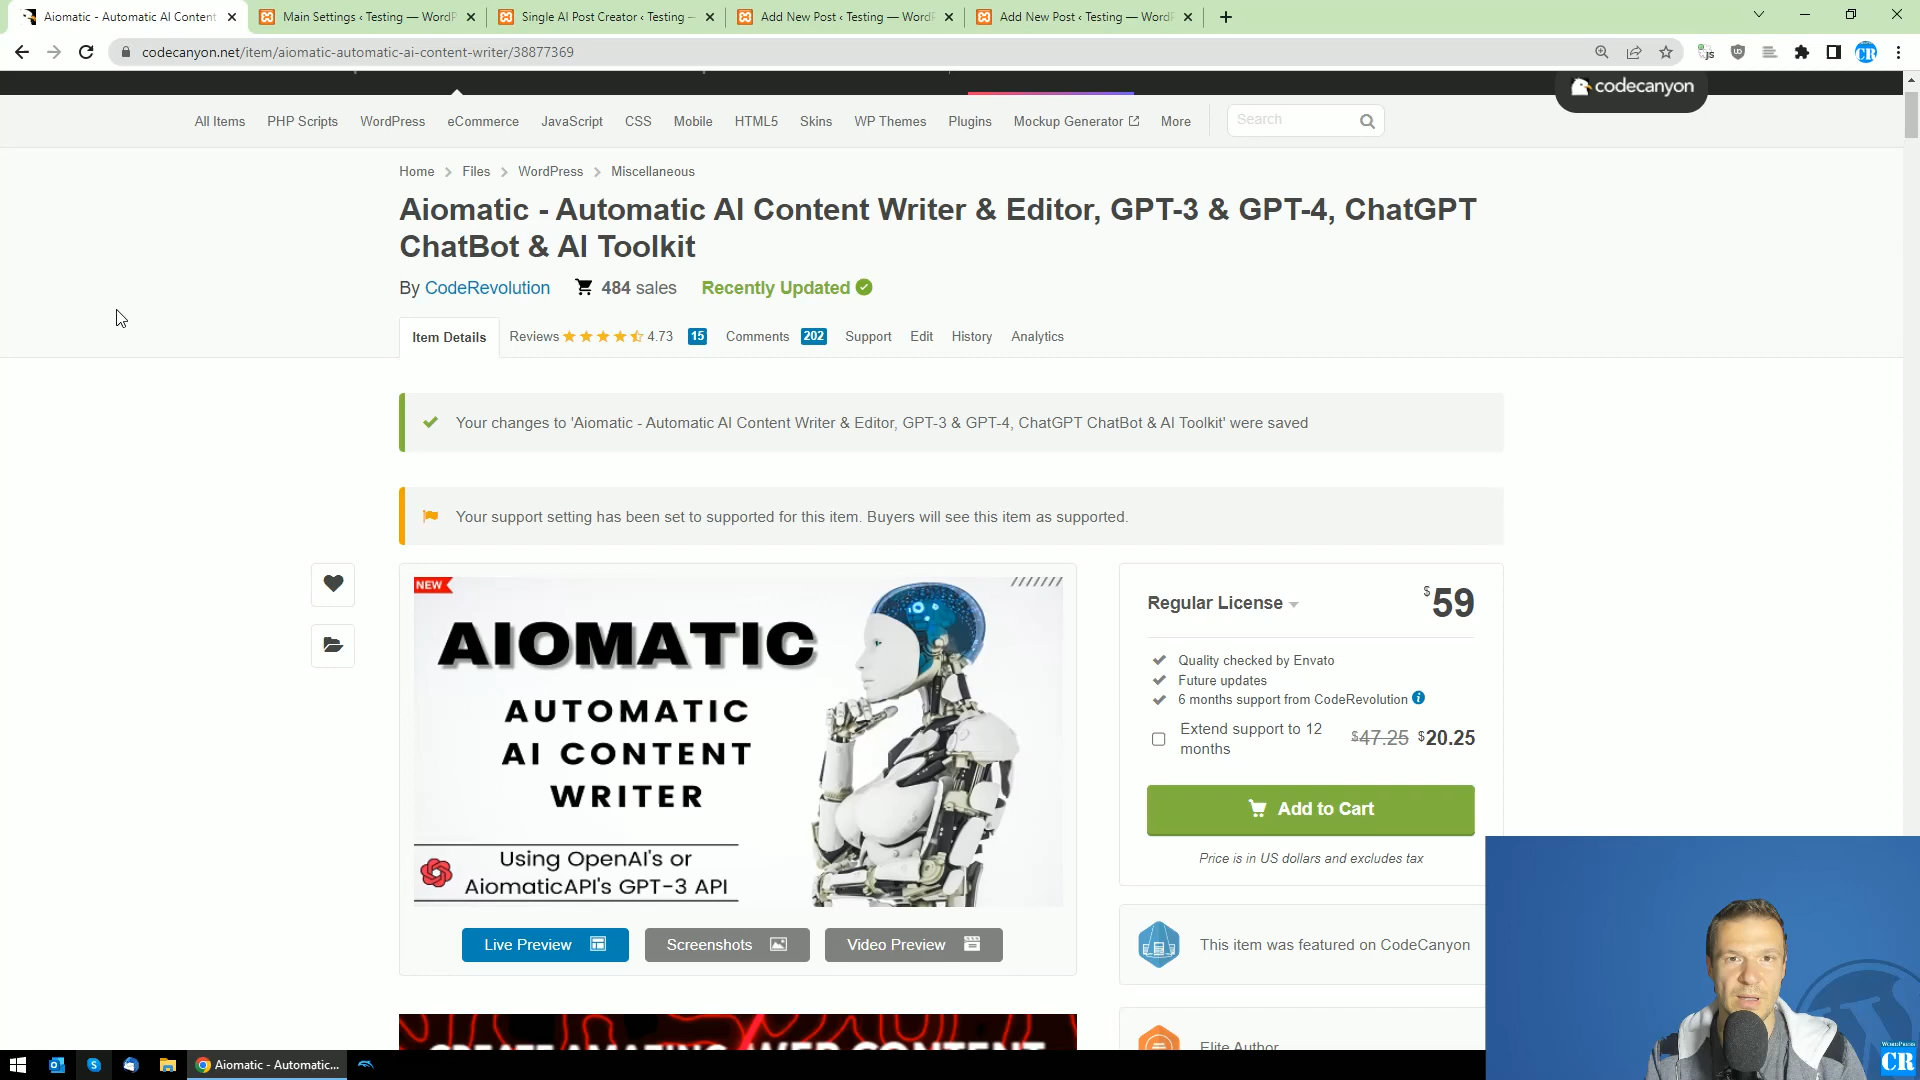 Aiomatic - Automatic AI Content
Main Settings ‹ Testing — WordP
Single AI Post Creator ‹ Testing —
Add New Post ‹ Testing — WordP
Add New Post ‹ Testing — WordP
codecanyon.net/item/aiomatic-automatic-ai-content-writer/38877369
codecanyon
All Items
PHP Scripts
WordPress
eCommerce
JavaScript
CSS
Mobile
HTML5
Skins
WP Themes
Plugins
Mockup Generator
More
Search
Home
Files
WordPress
Miscellaneous
Aiomatic - Automatic AI Content Writer & Editor, GPT-3 & GPT-4, ChatGPT
ChatBot & AI Toolkit
By CodeRevolution
484 sales
Recently Updated
Item Details
Reviews
4.73
15
Comments
202
Support
Edit
History
Analytics
Your changes to 'Aiomatic - Automatic AI Content Writer & Editor, GPT-3 & GPT-4, ChatGPT ChatBot & AI Toolkit' were saved
Your support setting has been set to supported for this item. Buyers will see this item as supported.
NEW
AIOMATIC
AUTOMATIC
AI CONTENT
WRITER
Using OpenAI's or
AiomaticAPI's GPT-3 API
Live Preview
Screenshots
Video Preview
Regular License
$59
Quality checked by Envato
Future updates
6 months support from CodeRevolution
Extend support to 12
months
$47.25 $20.25
Add to Cart
Price is in US dollars and excludes tax
This item was featured on CodeCanyon
Elite Author
CREATE AMAZING WEB CONTENT
Aiomatic - Automatic...
WORDPRESS
CR